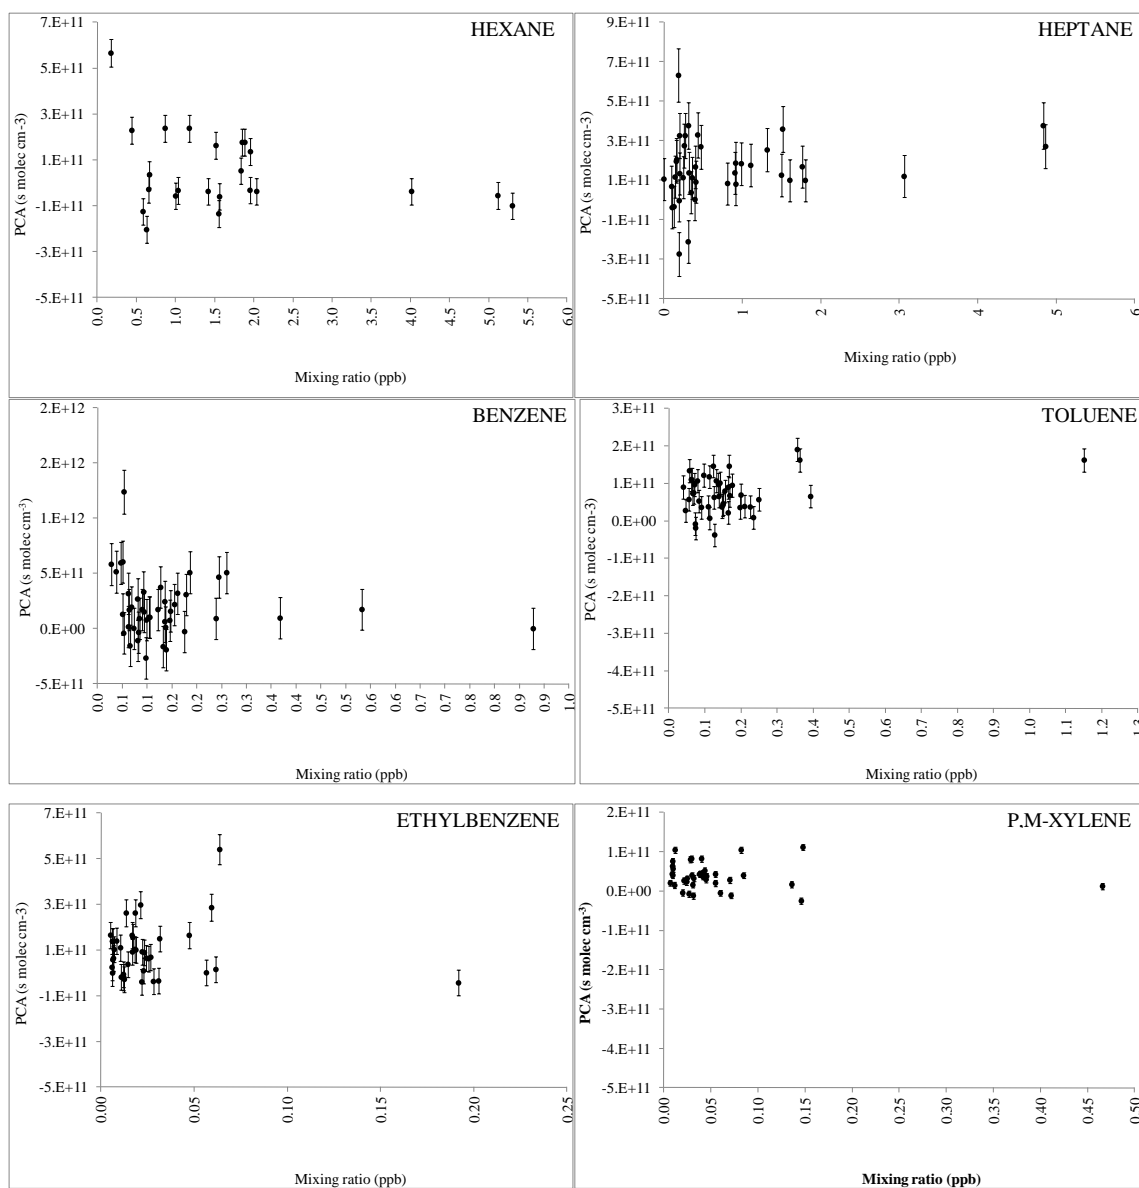 HEXANE
7.E+11
5.E+11
3.E+11
1.E+11
-1.E+11
-3.E+11
-5.E+11
PCA (s molec cm-3)
0.0 0.5 1.0 1.5 2.0 2.5 3.0 3.5 4.0 4.5 5.0 5.5 6.0
Mixing ratio (ppb)
HEPTANE
9.E+11
7.E+11
5.E+11
3.E+11
1.E+11
-1.E+11
-3.E+11
-5.E+11
PCA (s molec cm-3)
0 1 2 3 4 5 6
Mixing ratio (ppb)
BENZENE
2.E+12
2.E+12
1.E+12
5.E+11
0.E+00
-5.E+11
PCA (s molec cm-3)
0.0 0.1 0.1 0.2 0.2 0.3 0.3 0.4 0.4 0.5 0.5 0.6 0.6 0.7 0.7 0.8 0.8 0.9 0.9 1.0
Mixing ratio (ppb)
TOLUENE
3.E+11
2.E+11
1.E+11
0.E+00
-1.E+11
-2.E+11
-3.E+11
-4.E+11
-5.E+11
PCA (s molec cm-3)
0.0 0.1 0.2 0.3 0.4 0.5 0.6 0.7 0.8 0.9 1.0 1.1 1.2 1.3
Mixing ratio (ppb)
ETHYLBENZENE
7.E+11
5.E+11
3.E+11
1.E+11
-1.E+11
-3.E+11
-5.E+11
PCA (s molec cm-3)
0.00 0.05 0.10 0.15 0.20 0.25
Mixing ratio (ppb)
P,M-XYLENE
2.E+11
1.E+11
0.E+00
-1.E+11
-2.E+11
-3.E+11
-4.E+11
-5.E+11
PCA (s molec cm-3)
0.00 0.05 0.10 0.15 0.20 0.25 0.30 0.35 0.40 0.45 0.50
Mixing ratio (ppb)